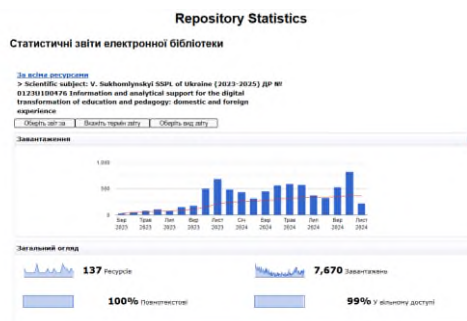 Repository Statistics
Статистичні звіти електронної бібліотеки
За всіма ресурсами
> Scientific subject: V. Sukhomlynskyi SSPL of Ukraine (2023-2025) ДР №
0123U100476 Information and analytical support for the digital
transformation of education and pedagogy: domestic and foreign
experience
Оберіть звіт за Вкажіть термін звіту Оберіть вид звіту
Завантаження
1,000
500
0
Бер Трав Лип Вер Лист Січ Бер Трав Лип Вер Лист
2023 2023 2023 2023 2023 2024 2024 2024 2024 2024 2024
Загальний огляд
137 Ресурсів 7,670 Завантажень
100% Повнотекстові 99% У вільному доступі